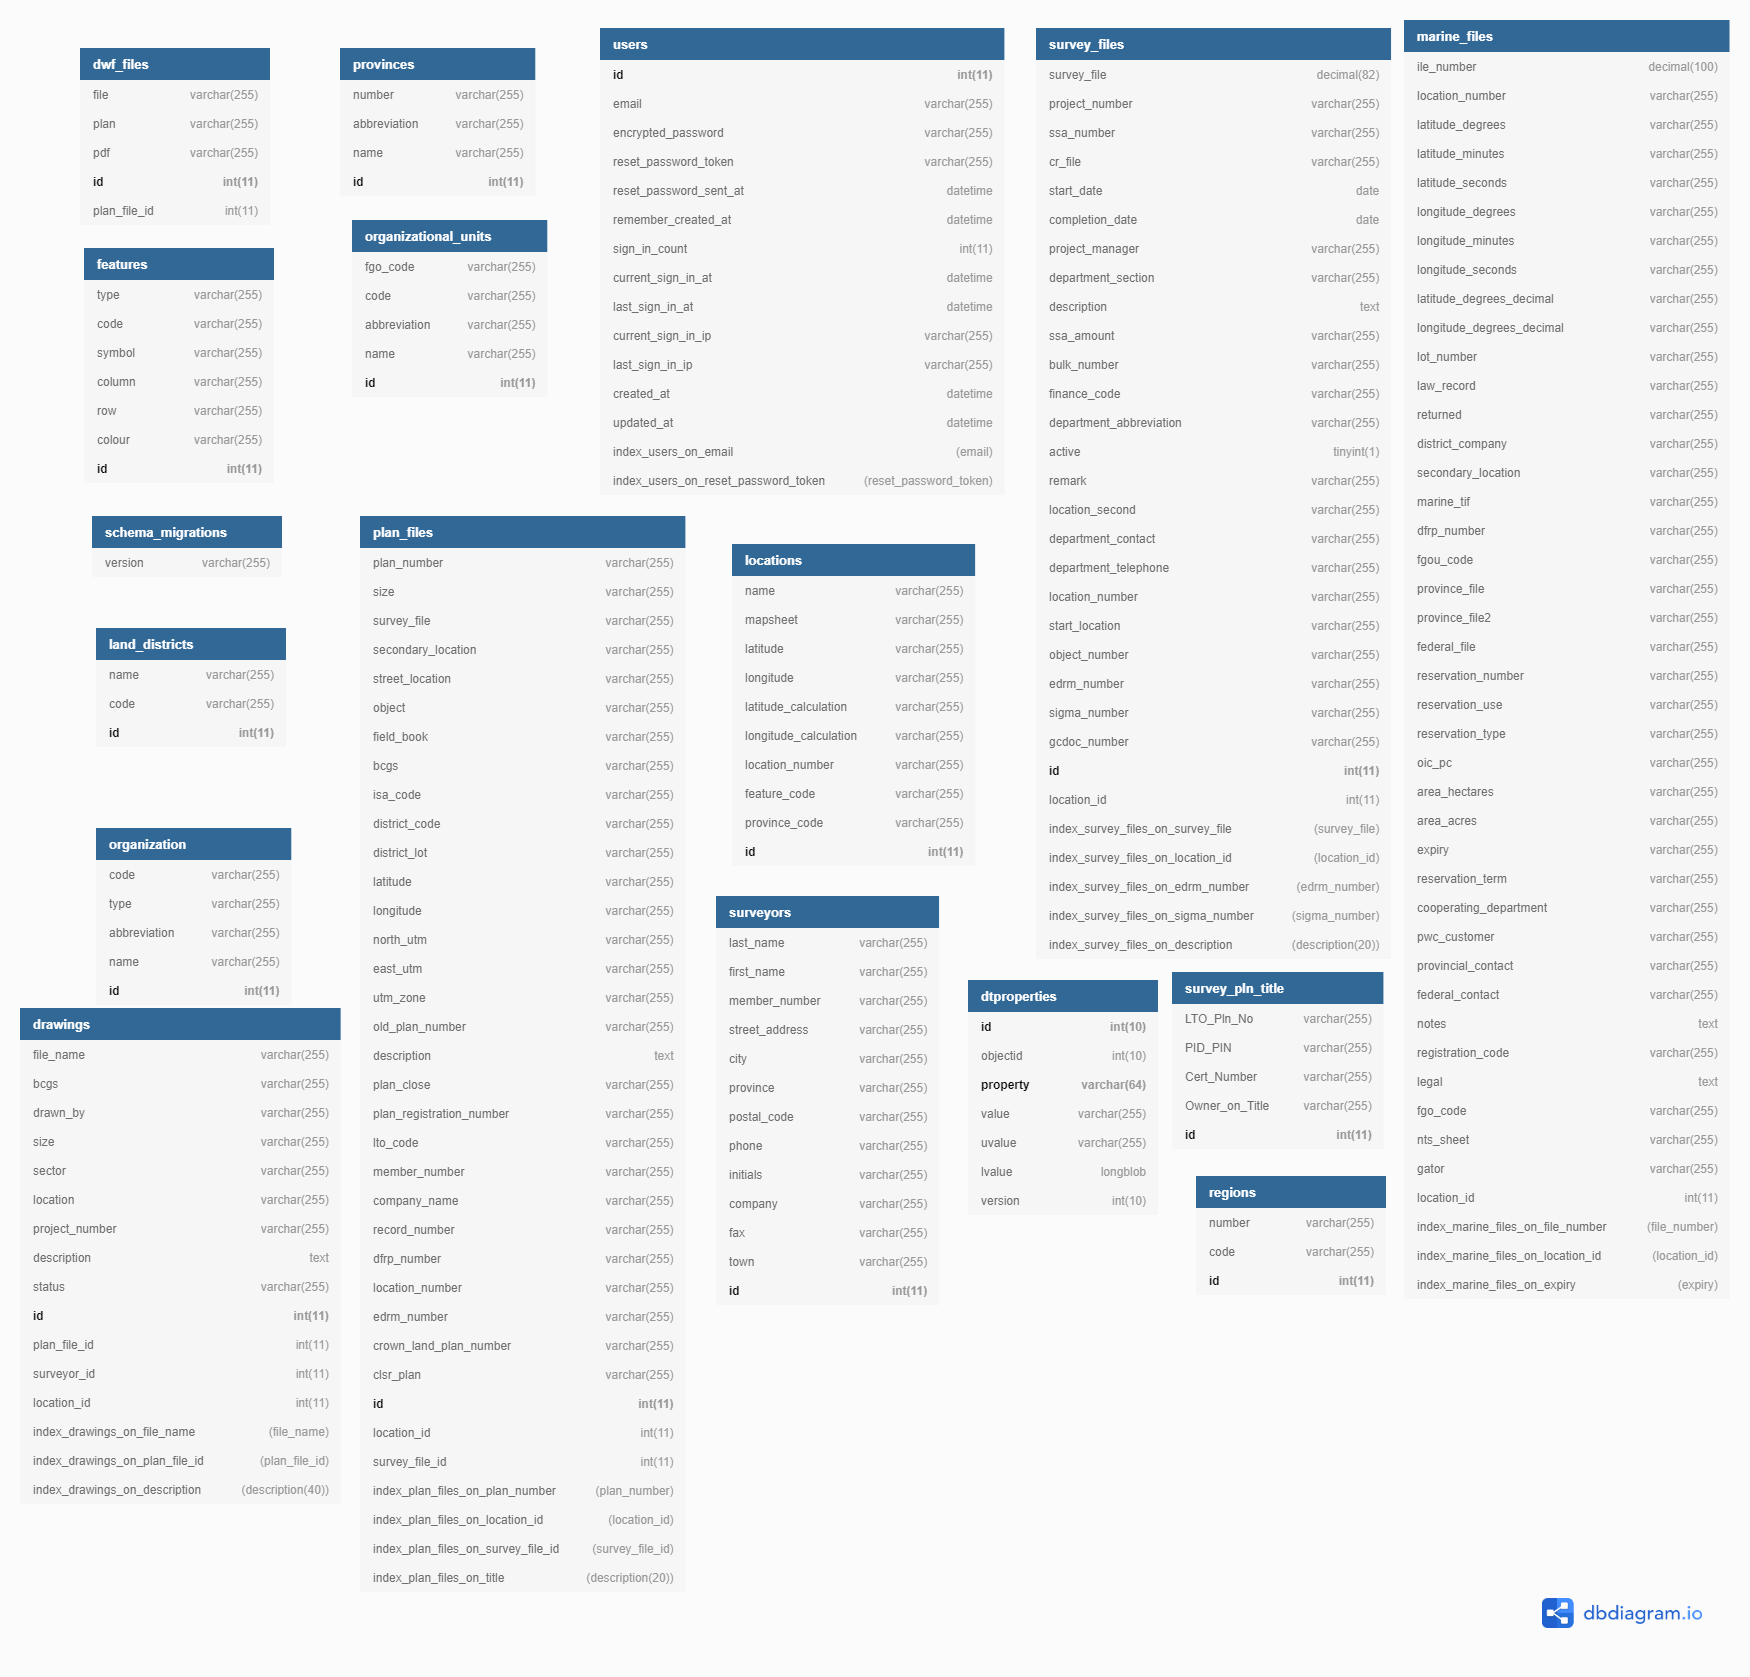 dwf_files
file varchar(255)
plan varchar(255)
pdf varchar(255)
id int(11)
plan_file_id int(11)
features
type varchar(255)
code varchar(255)
symbol varchar(255)
column varchar(255)
row varchar(255)
colour varchar(255)
id int(11)
schema_migrations
version varchar(255)
land_districts
name varchar(255)
code varchar(255)
id int(11)
organization
code varchar(255)
type varchar(255)
abbreviation varchar(255)
name varchar(255)
id int(11)
drawings
file_name varchar(255)
bcgs varchar(255)
drawn_by varchar(255)
size varchar(255)
sector varchar(255)
location varchar(255)
project_number varchar(255)
description text
status varchar(255)
id int(11)
plan_file_id int(11)
surveyor_id int(11)
location_id int(11)
index_drawings_on_file_name (file_name)
index_drawings_on_plan_file_id (plan_file_id)
index_drawings_on_description (description(40))
provinces
number varchar(255)
abbreviation varchar(255)
name varchar(255)
id int(11)
organizational_units
fgo_code varchar(255)
code varchar(255)
abbreviation varchar(255)
name varchar(255)
id int(11)
plan_files
plan_number varchar(255)
size varchar(255)
survey_file varchar(255)
secondary_location varchar(255)
street_location varchar(255)
object varchar(255)
field_book varchar(255)
bcgs varchar(255)
isa_code varchar(255)
district_code varchar(255)
district_lot varchar(255)
latitude varchar(255)
longitude varchar(255)
north_utm varchar(255)
east_utm varchar(255)
utm_zone varchar(255)
old_plan_number varchar(255)
description text
plan_close varchar(255)
plan_registration_number varchar(255)
lto_code varchar(255)
member_number varchar(255)
company_name varchar(255)
record_number varchar(255)
dfrp_number varchar(255)
location_number varchar(255)
edrm_number varchar(255)
crown_land_plan_number varchar(255)
clsr_plan varchar(255)
id int(11)
location_id int(11)
survey_file_id int(11)
index_plan_files_on_plan_number (plan_number)
index_plan_files_on_location_id (location_id)
index_plan_files_on_survey_file_id (survey_file_id)
index_plan_files_on_title (description(20))
users
id int(11)
email varchar(255)
encrypted_password varchar(255)
reset_password_token varchar(255)
reset_password_sent_at datetime
remember_created_at datetime
sign_in_count int(11)
current_sign_in_at datetime
last_sign_in_at datetime
current_sign_in_ip varchar(255)
last_sign_in_ip varchar(255)
created_at datetime
updated_at datetime
index_users_on_email (email)
index_users_on_reset_password_token (reset_password_token)
locations
name varchar(255)
mapsheet varchar(255)
latitude varchar(255)
longitude varchar(255)
latitude_calculation varchar(255)
longitude_calculation varchar(255)
location_number varchar(255)
feature_code varchar(255)
province_code varchar(255)
id int(11)
surveyors
last_name varchar(255)
first_name varchar(255)
member_number varchar(255)
street_address varchar(255)
city varchar(255)
province varchar(255)
postal_code varchar(255)
phone varchar(255)
initials varchar(255)
company varchar(255)
fax varchar(255)
town varchar(255)
id int(11)
survey_files
survey_file decimal(82)
project_number varchar(255)
ssa_number varchar(255)
cr_file varchar(255)
start_date date
completion_date date
project_manager varchar(255)
department_section varchar(255)
description text
ssa_amount varchar(255)
bulk_number varchar(255)
finance_code varchar(255)
department_abbreviation varchar(255)
active tinyint(1)
remark varchar(255)
location_second varchar(255)
department_contact varchar(255)
department_telephone varchar(255)
location_number varchar(255)
start_location varchar(255)
object_number varchar(255)
edrm_number varchar(255)
sigma_number varchar(255)
gcdoc_number varchar(255)
id int(11)
location_id int(11)
index_survey_files_on_survey_file (survey_file)
index_survey_files_on_location_id (location_id)
index_survey_files_on_edrm_number (edrm_number)
index_survey_files_on_sigma_number (sigma_number)
index_survey_files_on_description (description(20))
dtproperties
id int(10)
objectid int(10)
property varchar(64)
value varchar(255)
uvalue varchar(255)
lvalue longblob
version int(10)
survey_pln_title
LTO_Pln_No varchar(255)
PID_PIN varchar(255)
Cert_Number varchar(255)
Owner_on_Title varchar(255)
id int(11)
regions
number varchar(255)
code varchar(255)
id int(11)
marine_files
ile_number decimal(100)
location_number varchar(255)
latitude_degrees varchar(255)
latitude_minutes varchar(255)
latitude_seconds varchar(255)
longitude_degrees varchar(255)
longitude_minutes varchar(255)
longitude_seconds varchar(255)
latitude_degrees_decimal varchar(255)
longitude_degrees_decimal varchar(255)
lot_number varchar(255)
law_record varchar(255)
returned varchar(255)
district_company varchar(255)
secondary_location varchar(255)
marine_tif varchar(255)
dfrp_number varchar(255)
fgou_code varchar(255)
province_file varchar(255)
province_file2 varchar(255)
federal_file varchar(255)
reservation_number varchar(255)
reservation_use varchar(255)
reservation_type varchar(255)
oic_pc varchar(255)
area_hectares varchar(255)
area_acres varchar(255)
expiry varchar(255)
reservation_term varchar(255)
cooperating_department varchar(255)
pwc_customer varchar(255)
provincial_contact varchar(255)
federal_contact varchar(255)
notes text
registration_code varchar(255)
legal text
fgo_code varchar(255)
nts_sheet varchar(255)
gator varchar(255)
location_id int(11)
index_marine_files_on_file_number (file_number)
index_marine_files_on_location_id (location_id)
index_marine_files_on_expiry (expiry)
dbdiagram.io